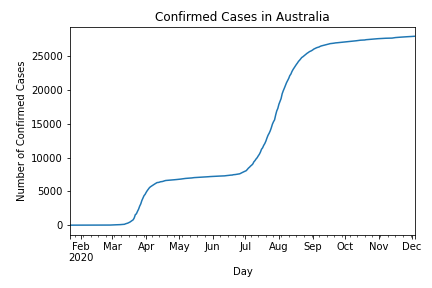 Confirmed Cases in Australia
Number of Confirmed Cases
25000
20000
15000
10000
5000
0
Feb Mar Apr May Jun Jul Aug Sep Oct Nov Dec
2020
Day